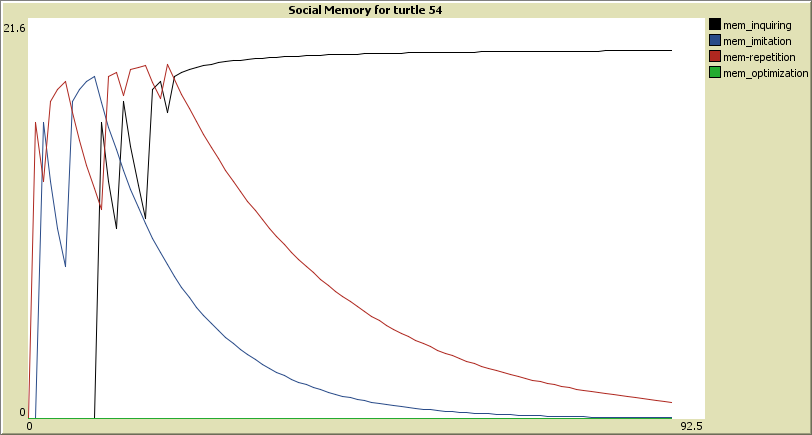 Social Memory for turtle 54
21.6
mem_inquiring
mem_imitation
mem-repetition
mem_optimization
0
0
92.5